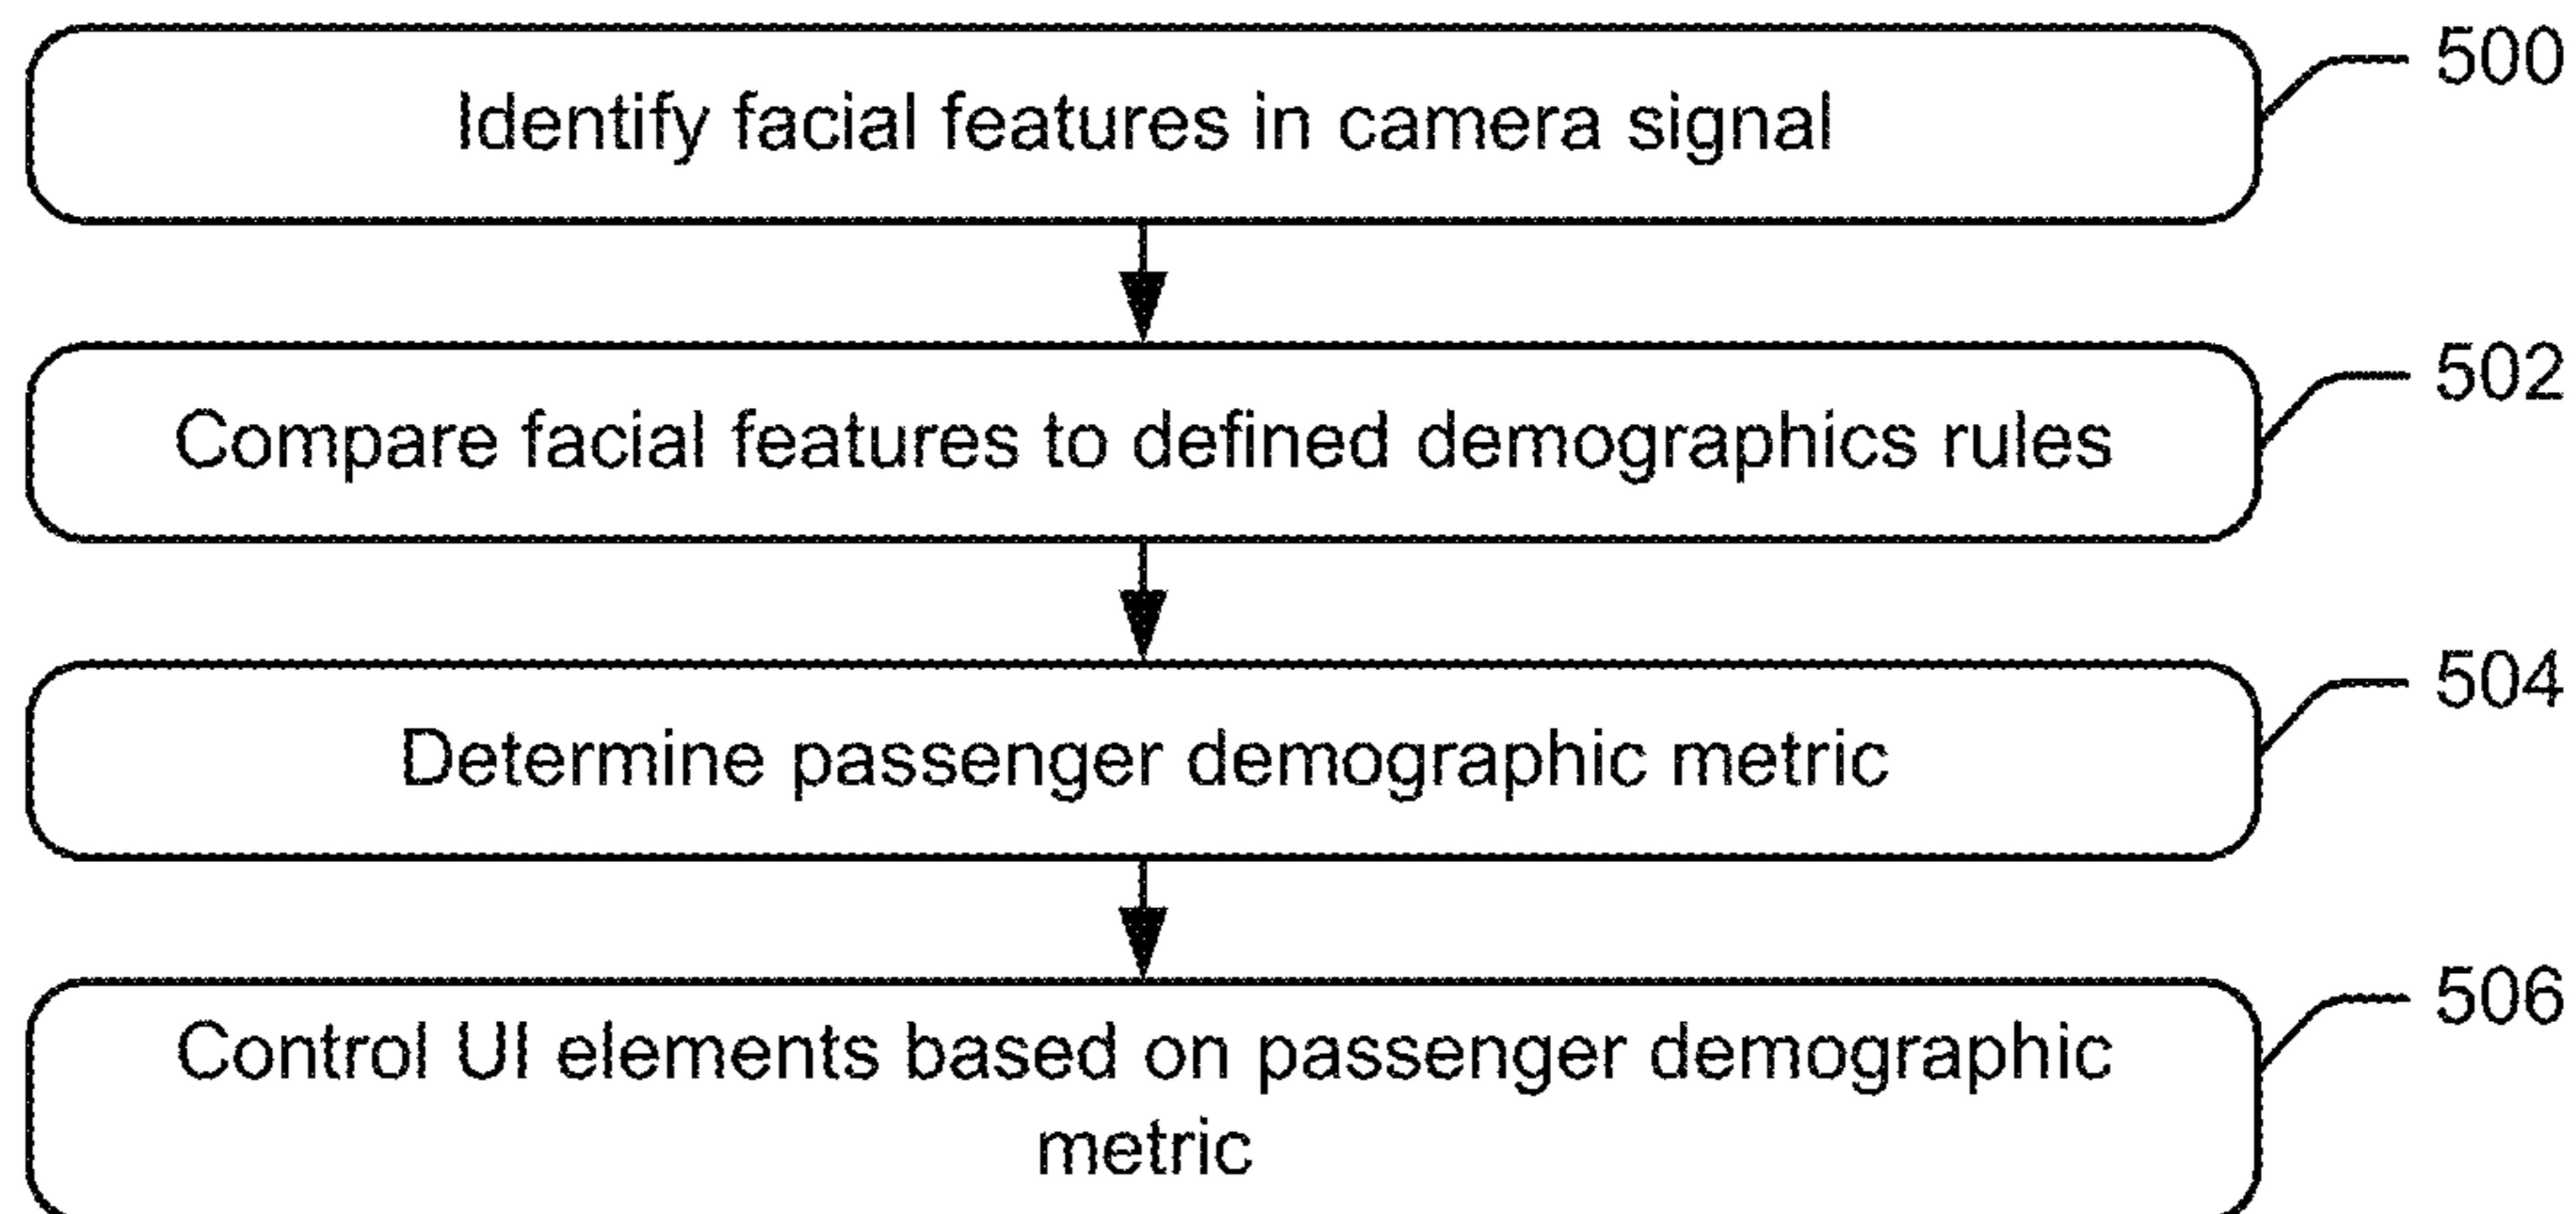 500
Identify facial features in camera signal
502
Compare facial features to defined demographics rules
504
Determine passenger demographic metric
506
Control UI elements based on passenger demographic
metric